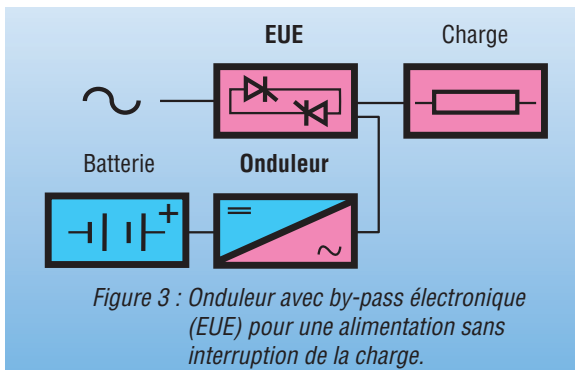 EUE
Charge
Batterie
Onduleur
+
=
~
Figure 3 : Onduleur avec by-pass électronique
(EUE) pour une alimentation sans
interruption de la charge.